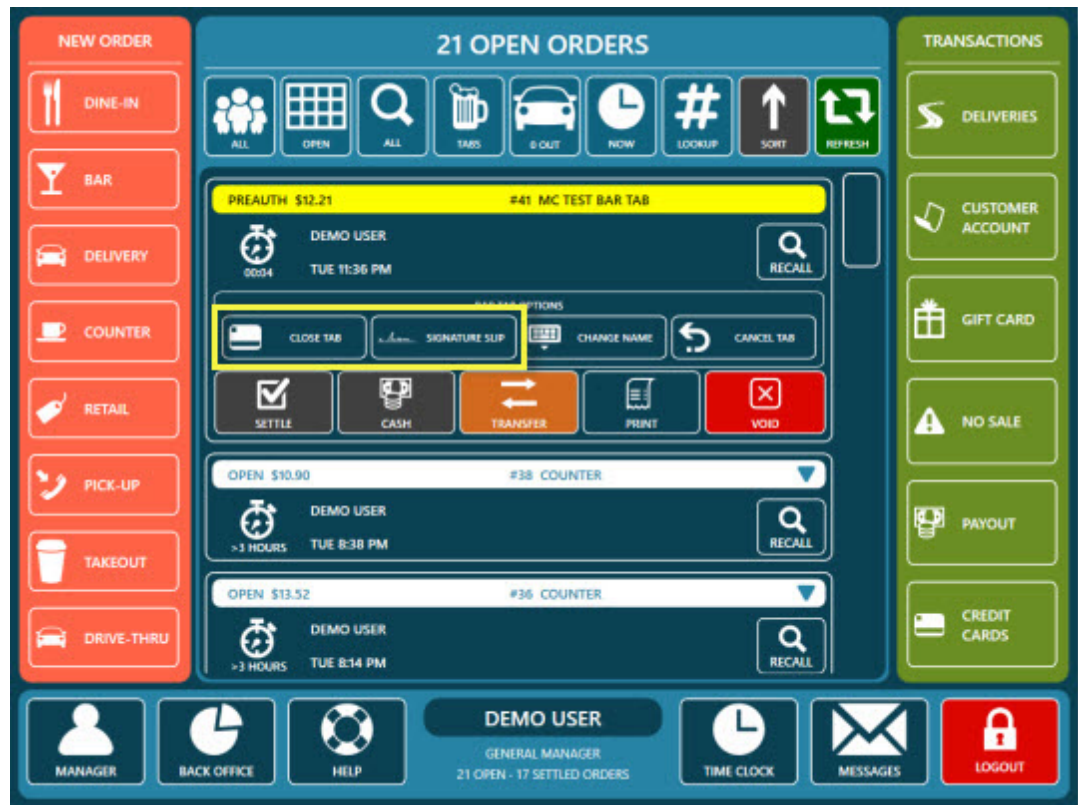 NEW ORDER
DINE-IN
BAR
DELIVERY
COUNTER
RETAIL
PICK-UP
TAKEOUT
DRIVE-THRU
21 OPEN ORDERS
ALL
OPEN
ALL
TABS
0 OUT
NOW
#
LOOKUP
SORT
REFRESH
PREAUTH $12.21 #41 MC TEST BAR TAB
DEMO USER
00:04 TUE 11:36 PM
RECALL
OPTIONS
CLOSE TAB
SIGNATURE SLIP
CHANGE NAME
CANCEL TAB
SETTLE
CASH
TRANSFER
PRINT
VOID
OPEN $10.90 #38 COUNTER
DEMO USER
>3 HOURS TUE 8:38 PM
RECALL
OPEN $13.52 #36 COUNTER
DEMO USER
>3 HOURS TUE 8:14 PM
RECALL
TRANSACTIONS
DELIVERIES
CUSTOMER
ACCOUNT
GIFT CARD
NO SALE
PAYOUT
CREDIT
CARDS
MANAGER
BACK OFFICE
HELP
DEMO USER
GENERAL MANAGER
21 OPEN - 17 SETTLED ORDERS
TIME CLOCK
MESSAGES
LOGOUT